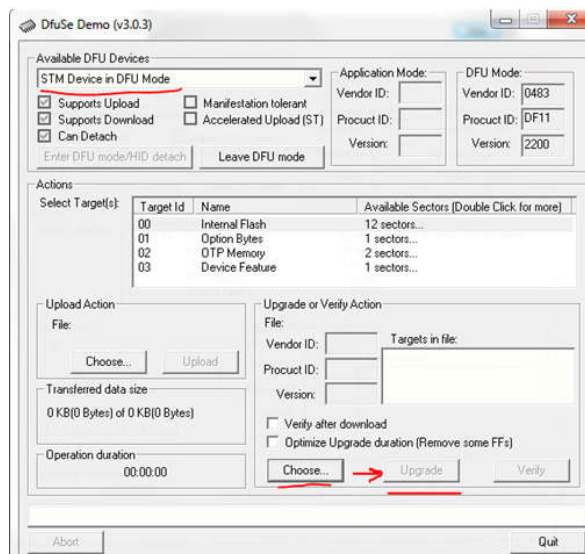 DfuSe Demo (v3.0.3)
Available DFU Devices
STM Device in DFU Mode
Supports Upload
Manifestation tolerant
Supports Download
Accelerated Upload (ST)
Can Detach
Enter DFU mode/HID detach
Leave DFU mode
Application Mode:
Vendor ID:
Procuct ID:
Version:
DFU Mode:
Vendor ID: 0483
Procuct ID: DF11
Version: 2200
Actions
Select Target(s):
Target Id Name Available Sectors (Double Click for more)
00 Internal Flash 12 sectors...
01 Option Bytes 1 sectors...
02 OTP Memory 2 sectors...
03 Device Feature 1 sectors...
Upload Action
File:
Choose... Upload
Transferred data size
0 KB(0 Bytes) of 0 KB(0 Bytes)
Operation duration
00:00:00
Upgrade or Verify Action
File:
Vendor ID:
Targets in file:
Procuct ID:
Version:
Verify after download
Optimize Upgrade duration (Remove some FFs)
Choose... Upgrade Verify
Abort Quit